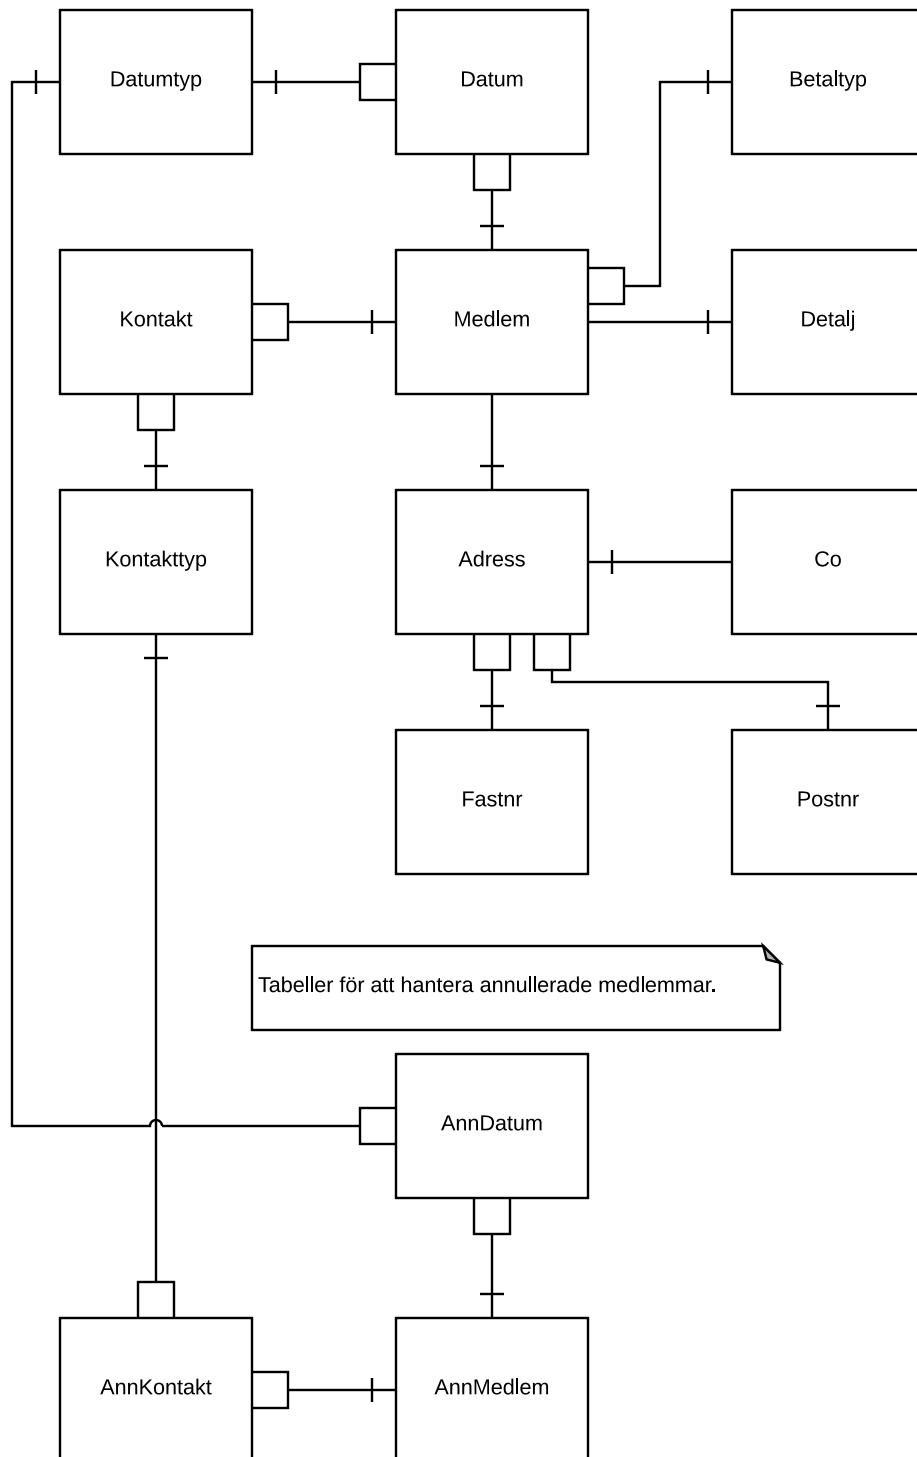 Datumtyp
Datum
Betaltyp
Kontakt
Medlem
Detalj
Kontakttyp
Adress
Co
Fastnr
Postnr
Tabeller för att hantera annullerade medlemmar.
AnnDatum
AnnKontakt
AnnMedlem